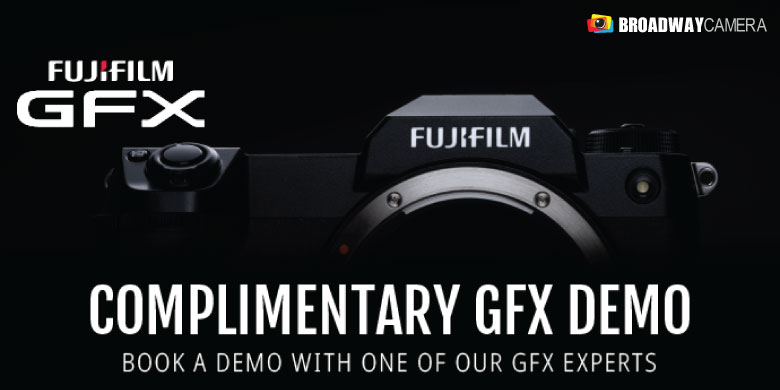 BROADWAYCAMERA
FUJIFILM
GFX
FUJIFILM
COMPLIMENTARY GFX DEMO
BOOK A DEMO WITH ONE OF OUR GFX EXPERTS